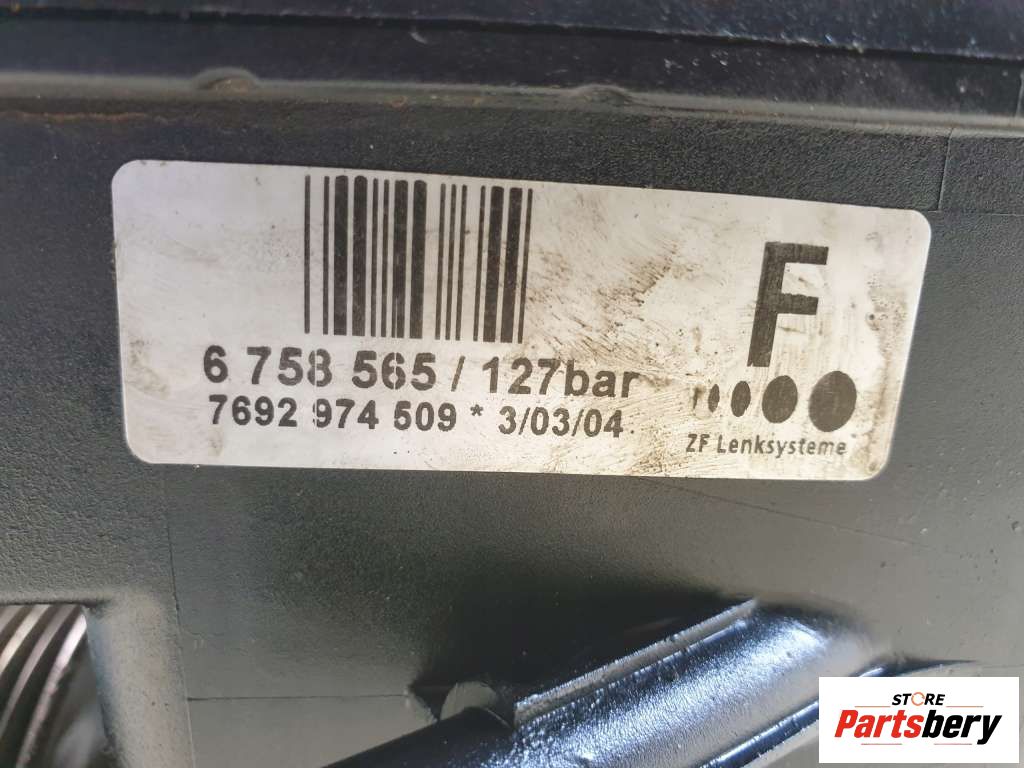 F
6 758 565 / 127bar
7692 974 509 * 3/03/04
ZF Lenksysteme
STORE
Partsbery